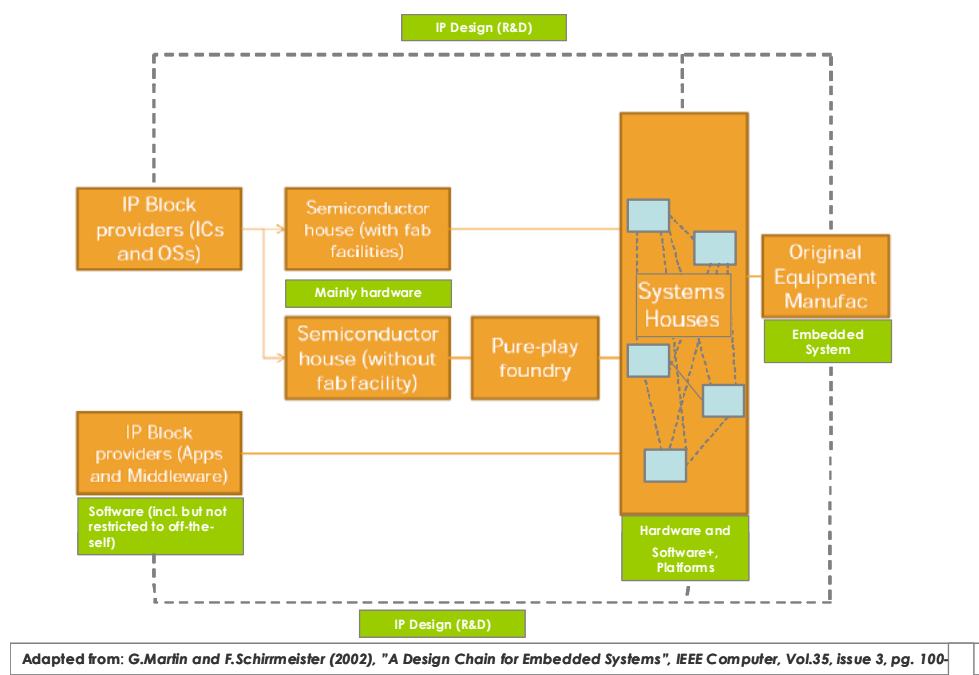 IP Design (R&D)
IP Block
providers (ICs
and OSs)
Semiconductor
house (with fab
facilities)
Mainly hardware
Semiconductor
house (without
fab facility)
Pure-play
foundry
Systems
Houses
Original
Equipment
Manufac
Embedded
System
IP Block
providers (Apps
and Middleware)
Software (incl. but not
restricted to off-the-
self)
Hardware and
Software+,
Platforms
IP Design (R&D)
Adapted from: G.Martin and F.Schirrmeister (2002), ”A Design Chain for Embedded Systems”, IEEE Computer, Vol.35, issue 3, pg. 100-